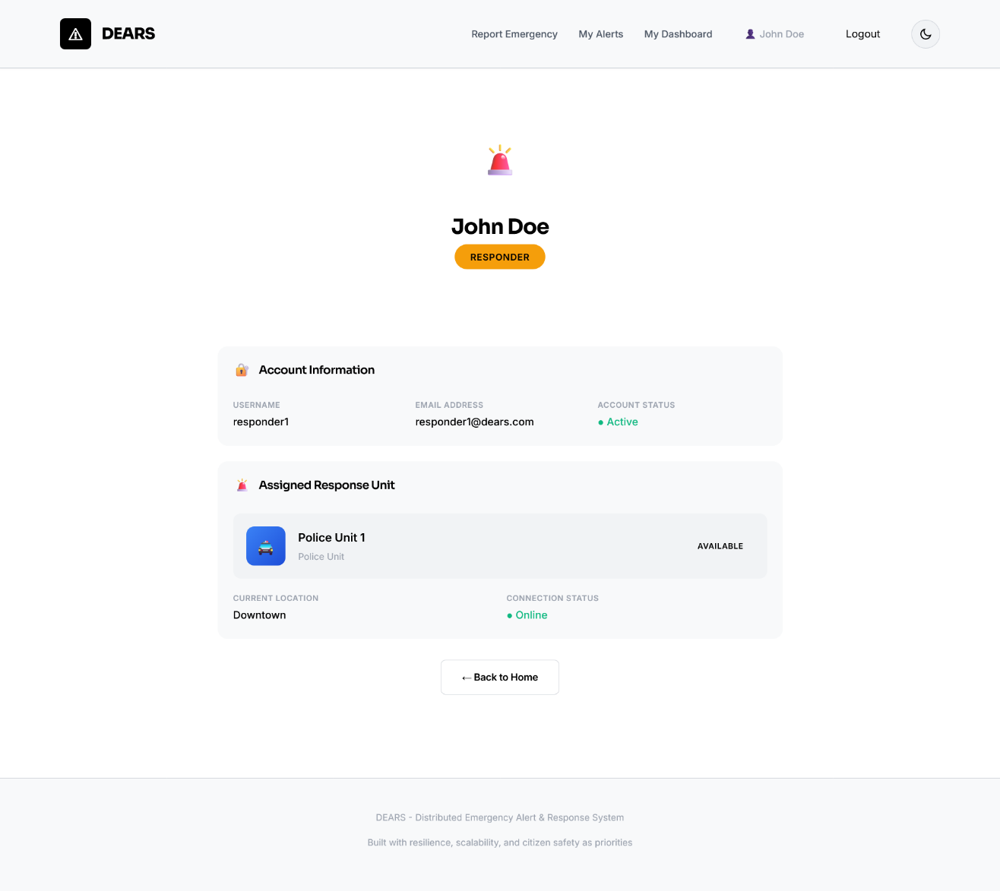 DEARS
Report Emergency
My Alerts
My Dashboard
John Doe
Logout
John Doe
RESPONDER
Account Information
USERNAME
responder1
EMAIL ADDRESS
responder1@dears.com
ACCOUNT STATUS
● Active
Assigned Response Unit
Police Unit 1
Police Unit
AVAILABLE
CURRENT LOCATION
Downtown
CONNECTION STATUS
● Online
← Back to Home
DEARS - Distributed Emergency Alert & Response System
Built with resilience, scalability, and citizen safety as priorities